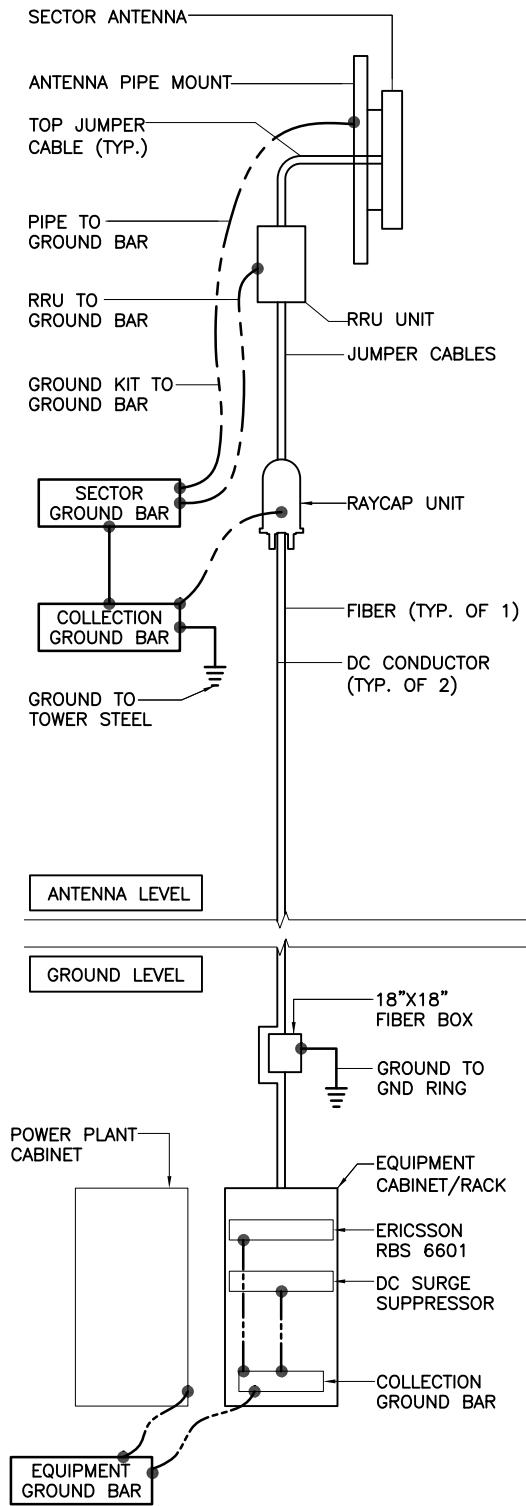 SECTOR ANTENNA
ANTENNA PIPE MOUNT
TOP JUMPER
CABLE (TYP.)
PIPE TO
GROUND BAR
RRU TO
GROUND BAR
RRU UNIT
JUMPER CABLES
GROUND KIT TO
GROUND BAR
SECTOR
GROUND BAR
RAYCAP UNIT
COLLECTION
GROUND BAR
FIBER (TYP. OF 1)
DC CONDUCTOR
(TYP. OF 2)
GROUND TO
TOWER STEEL
ANTENNA LEVEL
GROUND LEVEL
18"X18"
FIBER BOX
GROUND TO
GND RING
POWER PLANT
CABINET
EQUIPMENT
CABINET/RACK
ERICSSON
RBS 6601
DC SURGE
SUPPRESSOR
COLLECTION
GROUND BAR
EQUIPMENT
GROUND BAR